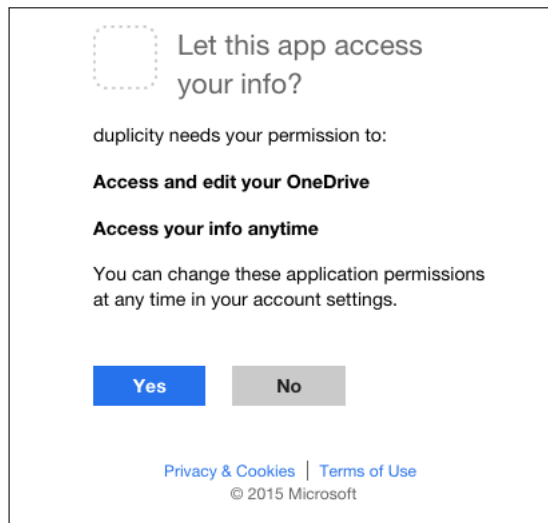 Let this app access
your info?
duplicity needs your permission to:
Access and edit your OneDrive
Access your info anytime
You can change these application permissions
at any time in your account settings.
Yes No
Privacy & Cookies | Terms of Use
© 2015 Microsoft